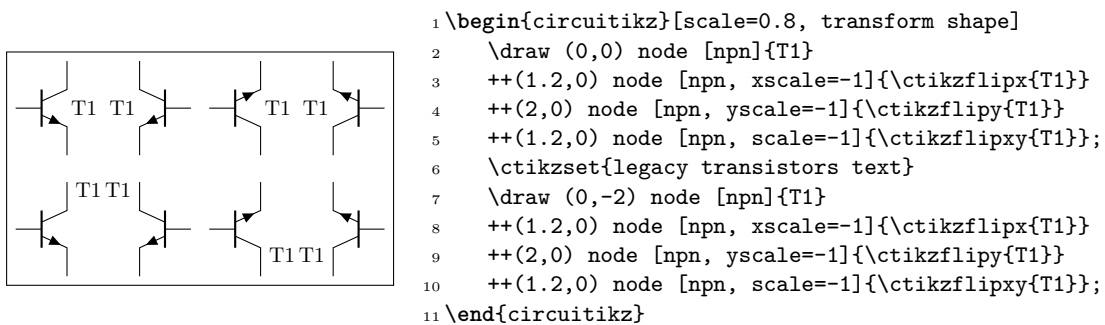 T1 T1 T1 T1
T1 T1
T1 T1
1 \begin{circuitikz}[scale=0.8, transform shape]
2 \draw (0,0) node [npn]{T1}
3 ++(1.2,0) node [npn, xscale=-1]{\ctikzflipx{T1}}
4 ++(2,0) node [npn, yscale=-1]{\ctikzflipy{T1}}
5 ++(1.2,0) node [npn, scale=-1]{\ctikzflipxy{T1}};
6 \ctikzset{legacy transistors text}
7 \draw (0,-2) node [npn]{T1}
8 ++(1.2,0) node [npn, xscale=-1]{\ctikzflipx{T1}}
9 ++(2,0) node [npn, yscale=-1]{\ctikzflipy{T1}}
10 ++(1.2,0) node [npn, scale=-1]{\ctikzflipxy{T1}};
11 \end{circuitikz}